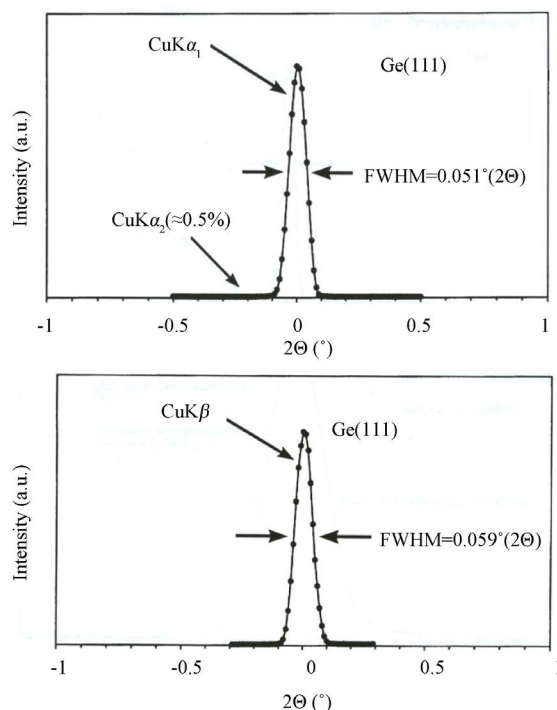 CuKα₁
Ge(111)
Intensity (a.u.)
FWHM=0.051˚(2Θ)
CuKα₂(≈0.5%)
-1 -0.5 0 0.5 1
2Θ (˚)
CuKβ
Ge(111)
Intensity (a.u.)
FWHM=0.059˚(2Θ)
-1 -0.5 0 0.5
2Θ (˚)